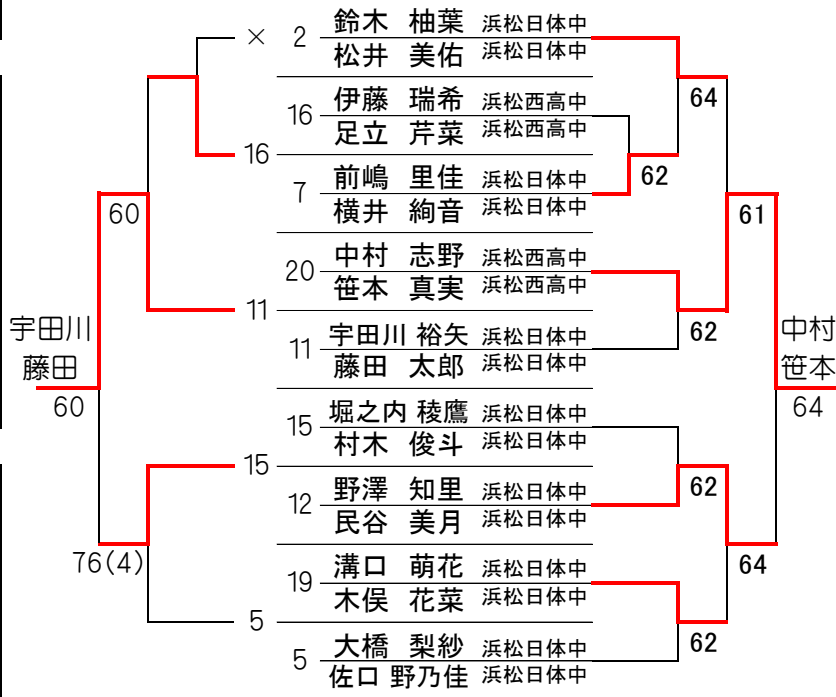 × 2 鈴木 柚葉 浜松日体中
松井 美佑 浜松日体中
64
16 伊藤 瑞希 浜松西高中
足立 芹菜 浜松西高中
16
62
7 前嶋 里佳 浜松日体中
横井 絢音 浜松日体中
60
61
20 中村 志野 浜松西高中
笹本 真実 浜松西高中
11
62
宇田川
藤田
60
11 宇田川 裕矢 浜松日体中
藤田 太郎 浜松日体中
中村
笹本
64
15 堀之内 稜鷹 浜松日体中
村木 俊斗 浜松日体中
15
62
12 野澤 知里 浜松日体中
民谷 美月 浜松日体中
76(4)
64
19 溝口 萌花 浜松日体中
木俣 花菜 浜松日体中
5
62
5 大橋 梨紗 浜松日体中
佐口 野乃佳 浜松日体中